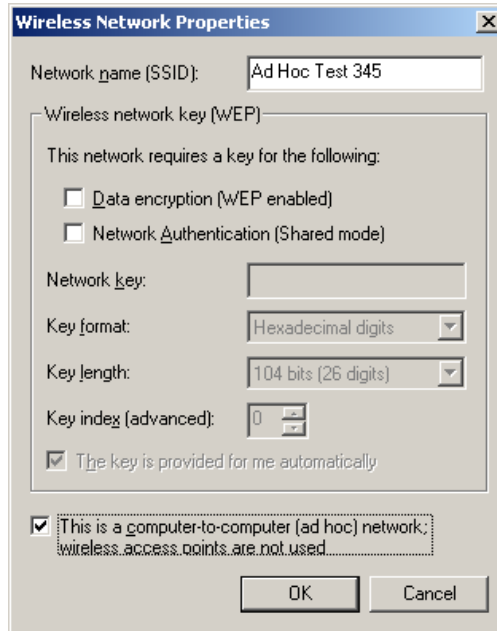 Wireless Network Properties
Network name (SSID): Ad Hoc Test 345
Wireless network key (WEP)
This network requires a key for the following:
Data encryption (WEP enabled)
Network Authentication (Shared mode)
Network key:
Key format: Hexadecimal digits
Key length: 104 bits (26 digits)
Key index (advanced): 0
The key is provided for me automatically
This is a computer-to-computer (ad hoc) network;
wireless access points are not used
OK Cancel